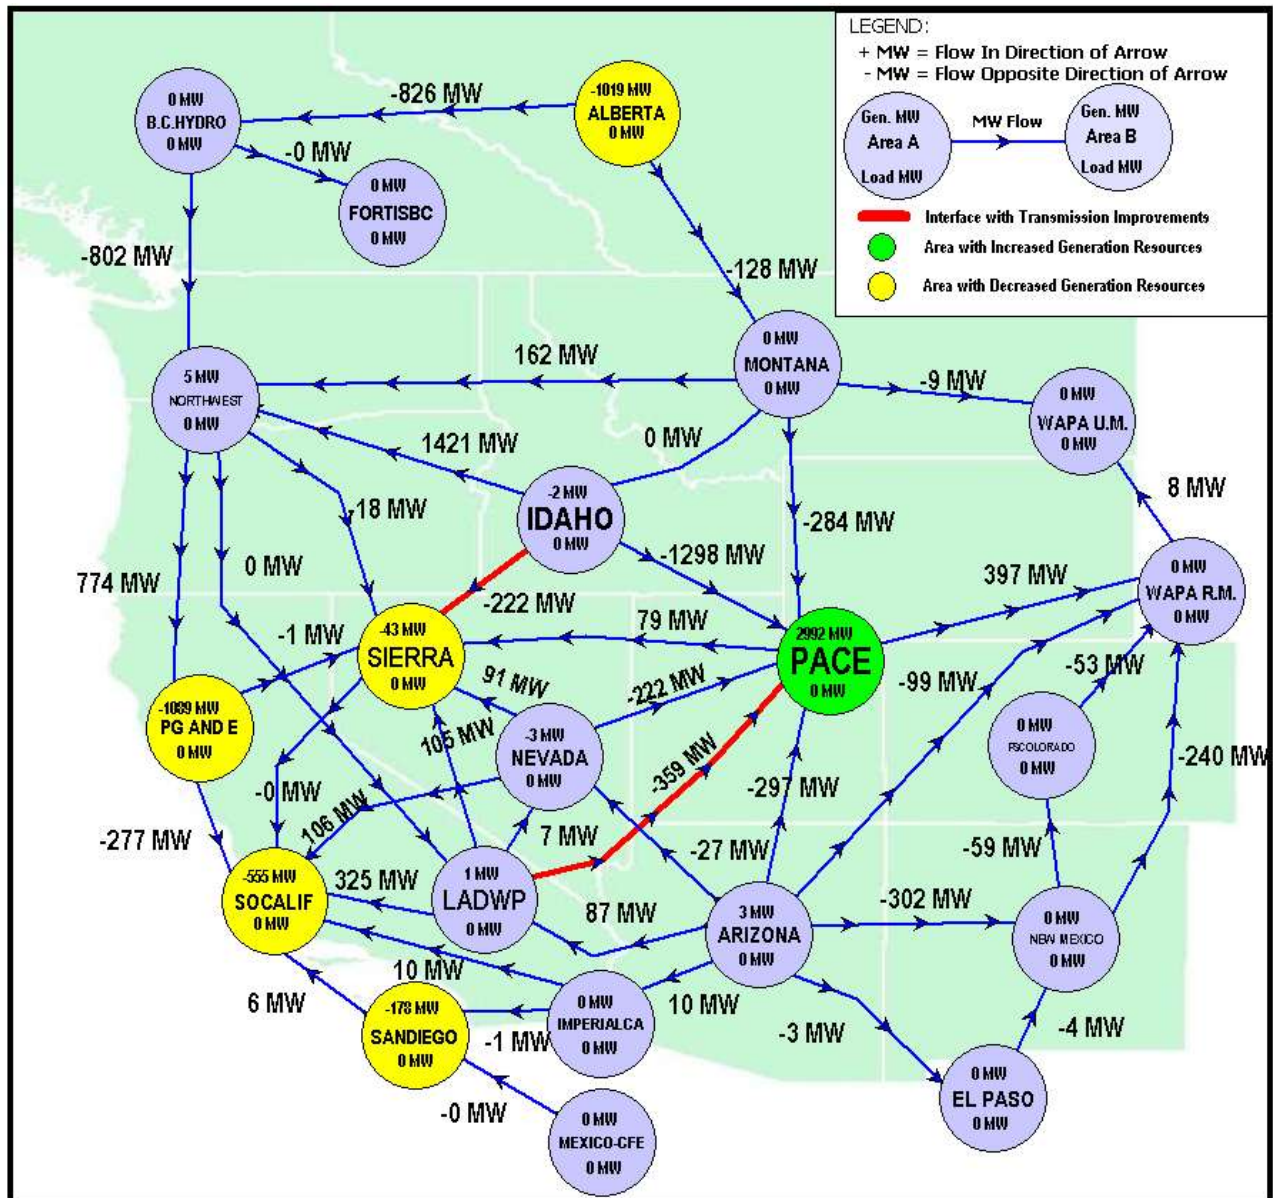 LEGEND:
+ MW = Flow In Direction of Arrow
- MW = Flow Opposite Direction of Arrow
Gen. MW
Area A
Load MW
MW Flow
Gen. MW
Area B
Load MW
Interface with Transmission Improvements
Area with Increased Generation Resources
Area with Decreased Generation Resources
0 MW
B.C.HYDRO
0 MW
-826 MW
-1019 MW
ALBERTA
0 MW
-0 MW
0 MW
FORTISBC
0 MW
-802 MW
-128 MW
0 MW
MONTANA
0 MW
162 MW
5 MW
NORTHWEST
0 MW
-9 MW
0 MW
WAPA U.M.
0 MW
1421 MW
0 MW
8 MW
-2 MW
IDAHO
0 MW
-18 MW
-284 MW
0 MW
774 MW
-1298 MW
397 MW
0 MW
WAPA R.M.
0 MW
-222 MW
-1 MW
79 MW
-43 MW
SIERRA
0 MW
2992 MW
PACE
0 MW
-53 MW
-99 MW
91 MW
-222 MW
-1089 MW
PG AND E
0 MW
105 MW
-3 MW
NEVADA
0 MW
0 MW
PSCOLORADO
0 MW
-240 MW
-359 MW
-0 MW
-297 MW
106 MW
-277 MW
7 MW
-27 MW
-59 MW
-555 MW
SOCALIF
0 MW
325 MW
1 MW
LADWP
0 MW
87 MW
3 MW
ARIZONA
0 MW
-302 MW
0 MW
NEW MEXICO
0 MW
10 MW
6 MW
-178 MW
SANDIEGO
0 MW
-1 MW
0 MW
IMPERIALCA
0 MW
10 MW
-3 MW
-4 MW
0 MW
EL PASO
0 MW
-0 MW
0 MW
MEXICO-CFE
0 MW